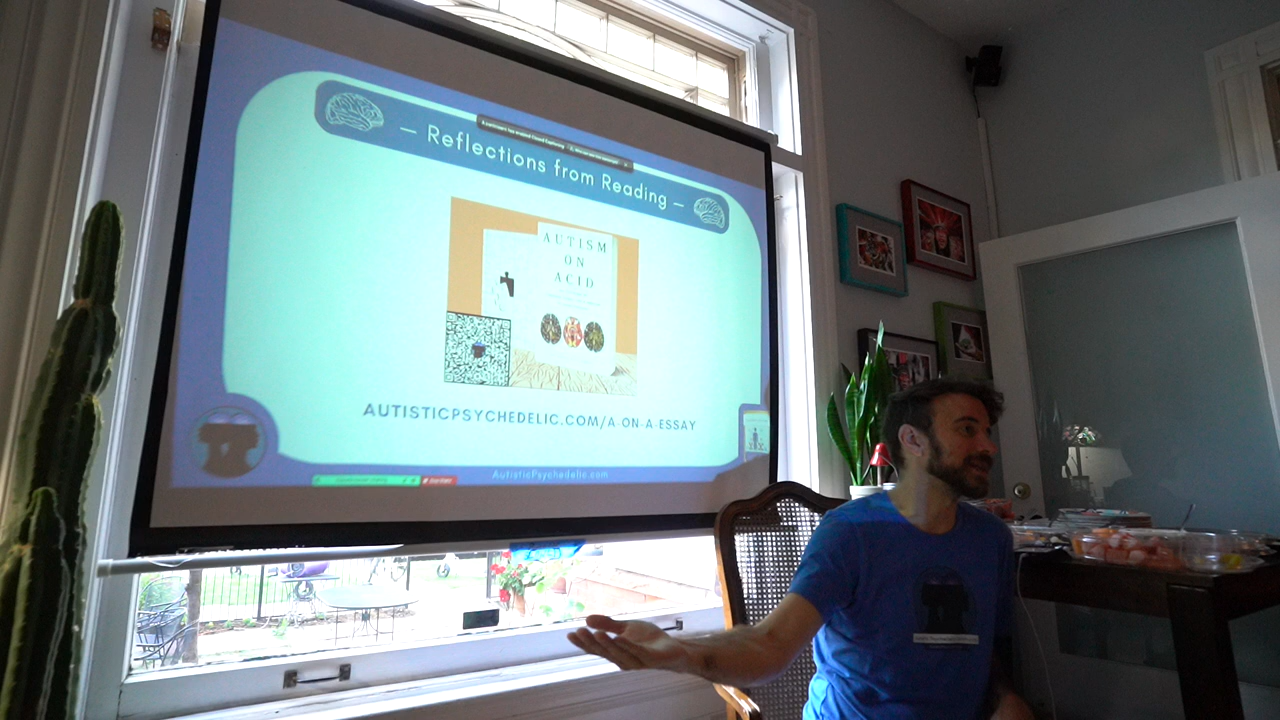 — Reflections from Reading —
AUTISM
ON
ACID
AUTISTICPSYCHEDELIC.COM/A-ON-A-ESSAY
AutisticPsychedelic.com